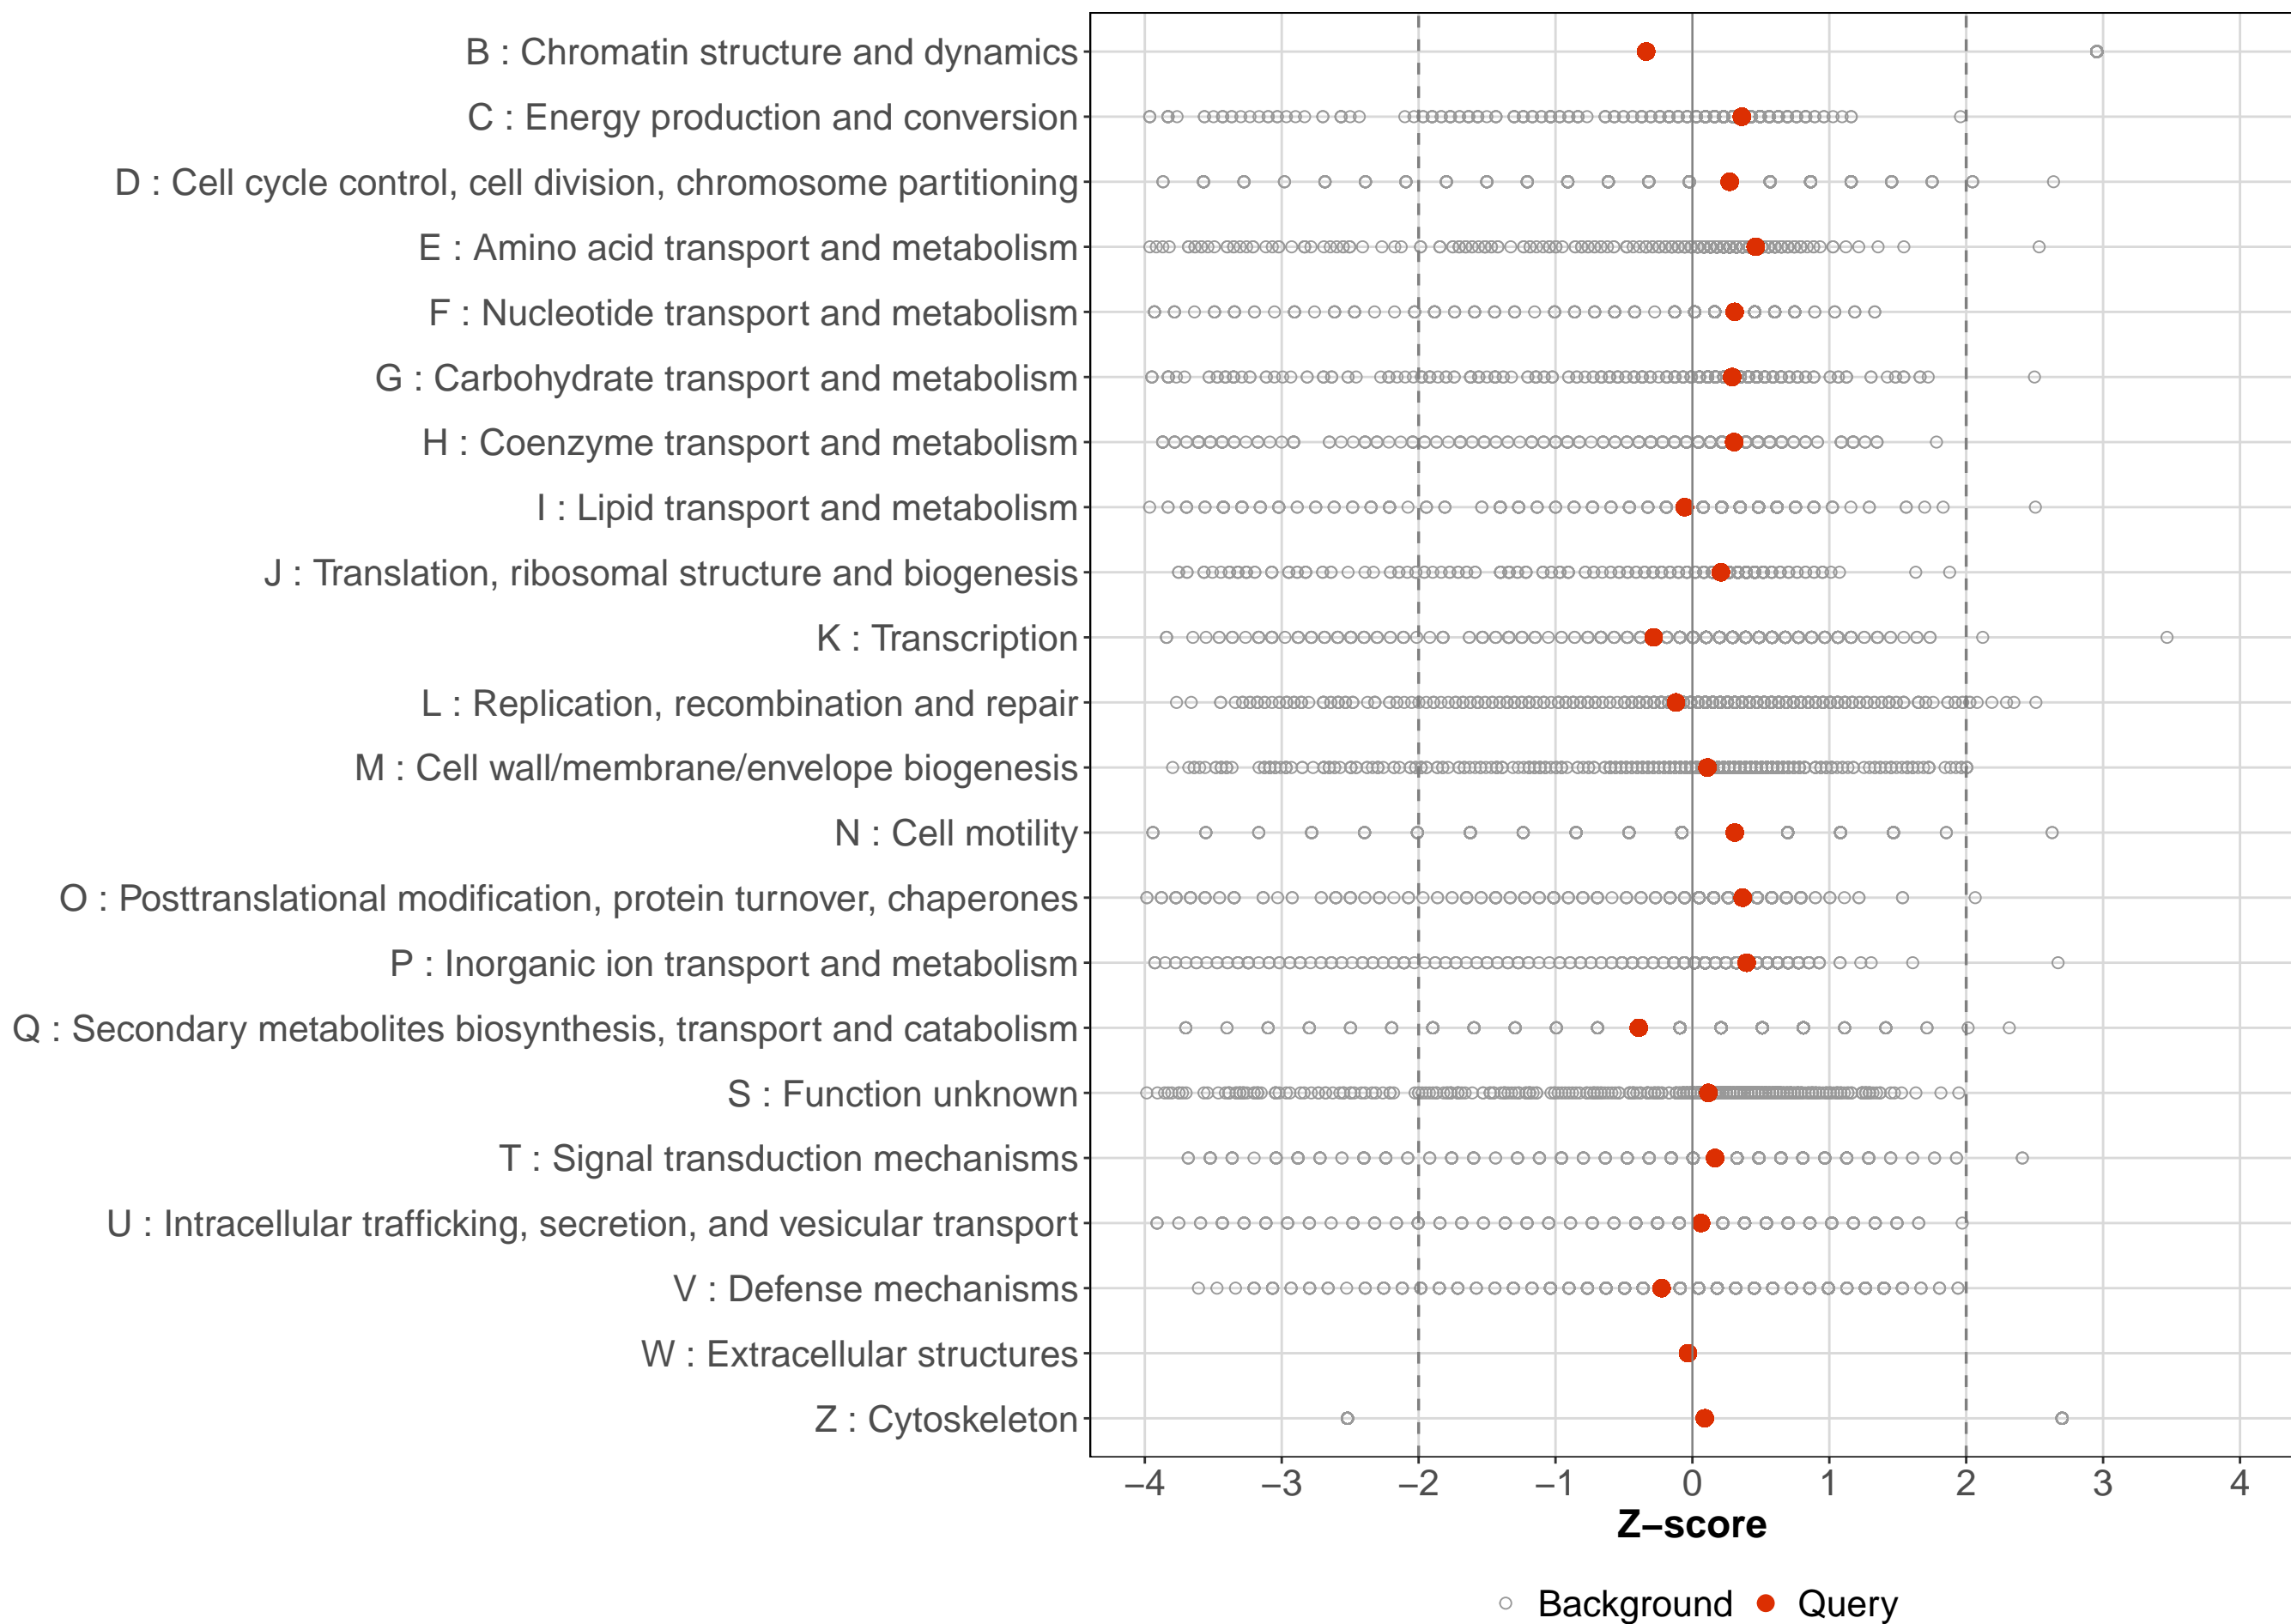 B : Chromatin structure and dynamics
C : Energy production and conversion
D : Cell cycle control, cell division, chromosome partitioning
E : Amino acid transport and metabolism
F : Nucleotide transport and metabolism
G : Carbohydrate transport and metabolism
H : Coenzyme transport and metabolism
I : Lipid transport and metabolism
J : Translation, ribosomal structure and biogenesis
K : Transcription
L : Replication, recombination and repair
M : Cell wall/membrane/envelope biogenesis
N : Cell motility
O : Posttranslational modification, protein turnover, chaperones
P : Inorganic ion transport and metabolism
Q : Secondary metabolites biosynthesis, transport and catabolism
S : Function unknown
T : Signal transduction mechanisms
U : Intracellular trafficking, secretion, and vesicular transport
V : Defense mechanisms
W : Extracellular structures
Z : Cytoskeleton
−4 −3 −2 −1 0 1 2 3 4
Z−score
Background Query